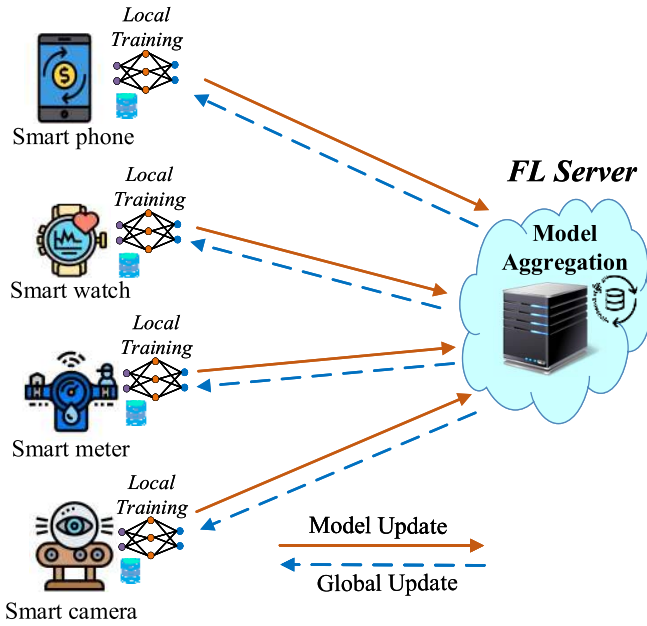 Local
Training
Smart phone
Local
Training
Smart watch
Local
Training
Smart meter
Local
Training
Smart camera
FL Server
Model
Aggregation
Model Update
Global Update